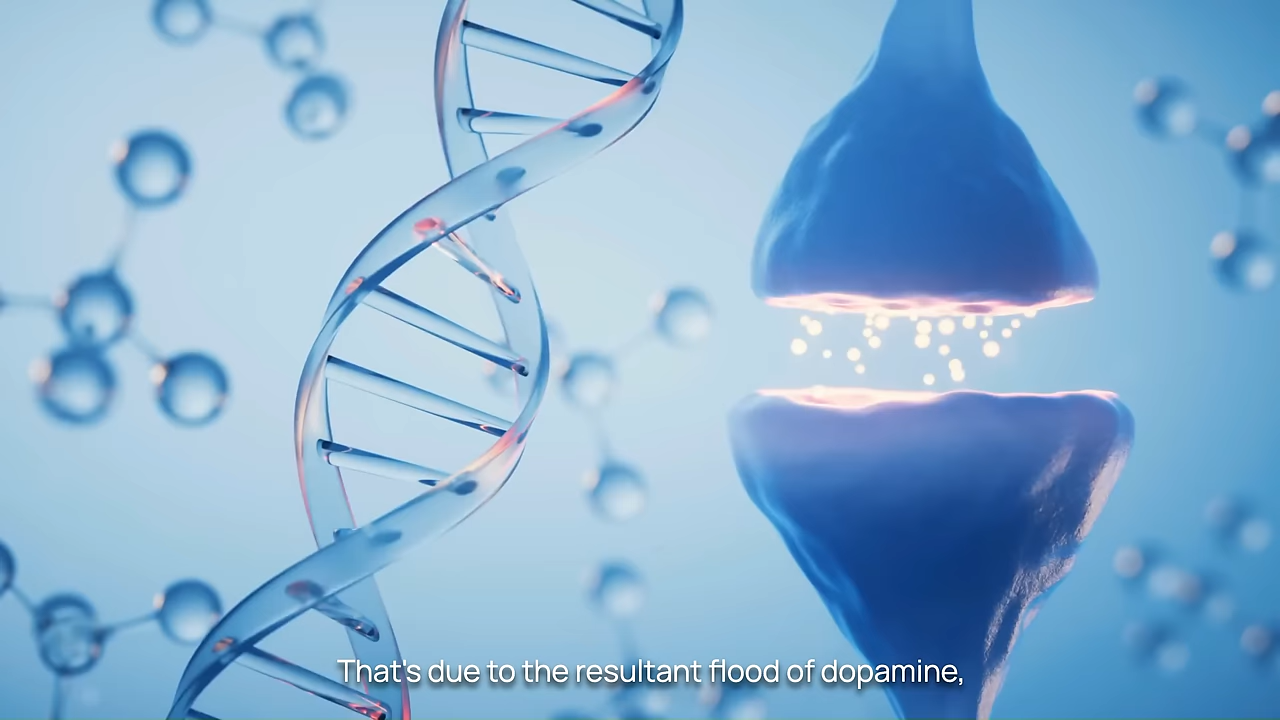 That's due to the resultant flood of dopamine,